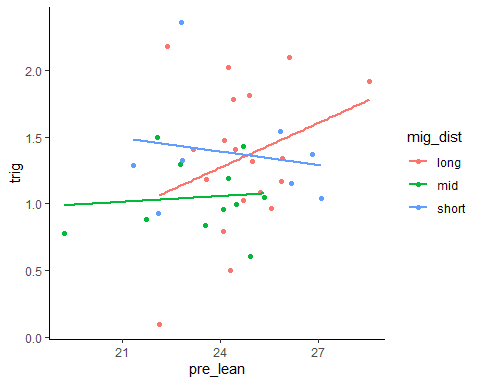 trig
2.0
1.5
1.0
0.5
0.0
21 24 27
pre_lean
mig_dist
long
mid
short